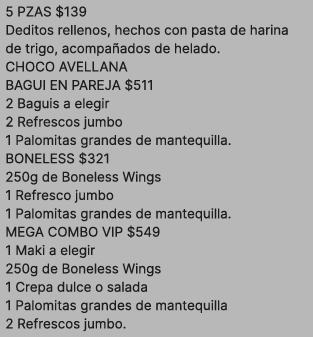 5 PZAS $139
Deditos rellenos, hechos con pasta de harina
de trigo, acompañados de helado.
CHOCO AVELLANA
BAGUI EN PAREJA $511
2 Baguis a elegir
2 Refrescos jumbo
1 Palomitas grandes de mantequilla.
BONELESS $321
250g de Boneless Wings
1 Refresco jumbo
1 Palomitas grandes de mantequilla.
MEGA COMBO VIP $549
1 Maki a elegir
250g de Boneless Wings
1 Crepa dulce o salada
1 Palomitas grandes de mantequilla
2 Refrescos jumbo.